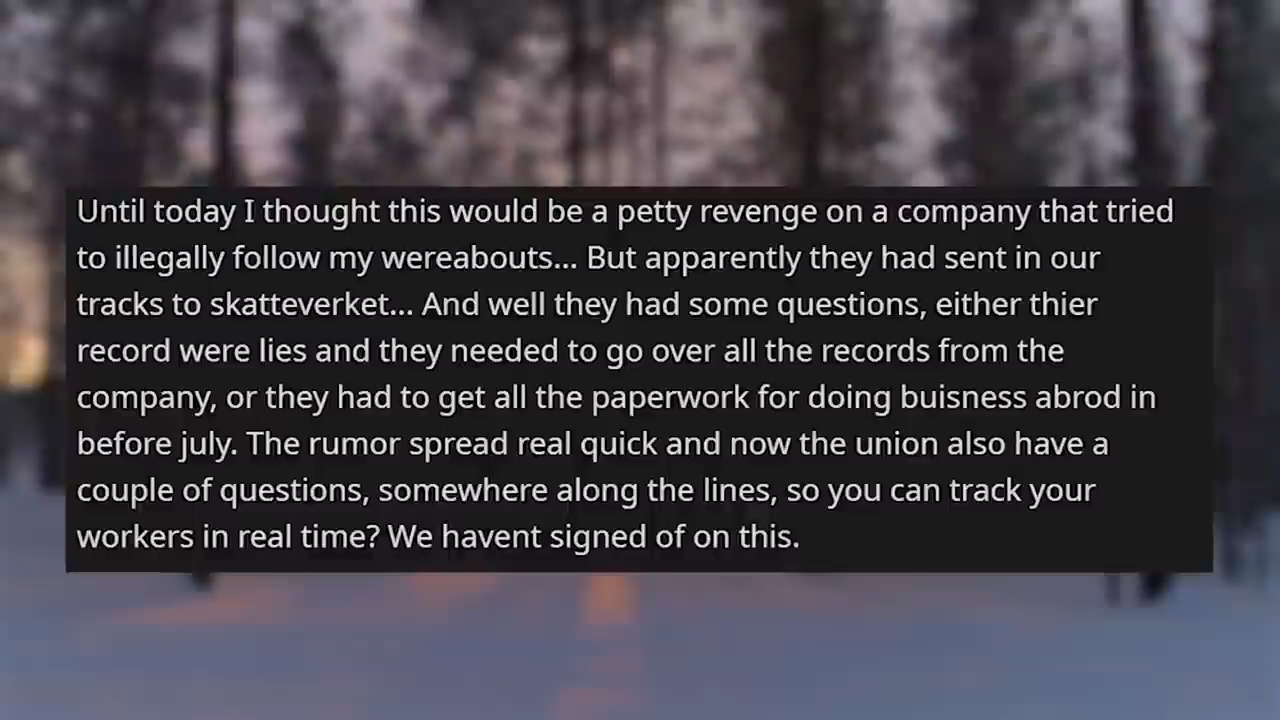 Until today I thought this would be a petty revenge on a company that tried
to illegally follow my wereabouts... But apparently they had sent in our
tracks to skatteverket... And well they had some questions, either thier
record were lies and they needed to go over all the records from the
company, or they had to get all the paperwork for doing buisness abrod in
before july. The rumor spread real quick and now the union also have a
couple of questions, somewhere along the lines, so you can track your
workers in real time? We havent signed of on this.